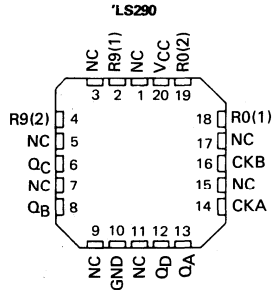 'LS290
NC R9(1) NC VCC R0(2)
3 2 1 20 19
R9(2) 4 18 R0(1)
NC 5 17 NC
QC 6 16 CKB
NC 7 15 NC
QB 8 14 CKA
9 10 11 12 13
NC GND NC QD QA